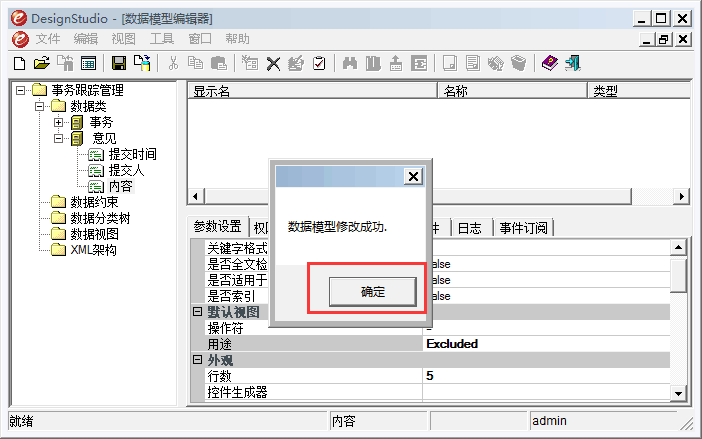 DesignStudio - [数据模型编辑器]
文件 编辑 视图 工具 窗口 帮助
事务跟踪管理
数据类
事务
意见
提交时间
提交人
内容
数据约束
数据分类树
数据视图
XML架构
显示名 名称 类型
参数设置 日志 事件订阅
关键字格式
是否全文检
是否适用于
是否索引
默认视图
操作符
用途 Excluded
外观
行数 5
控件生成器
数据模型修改成功.
确定
就绪 内容 admin